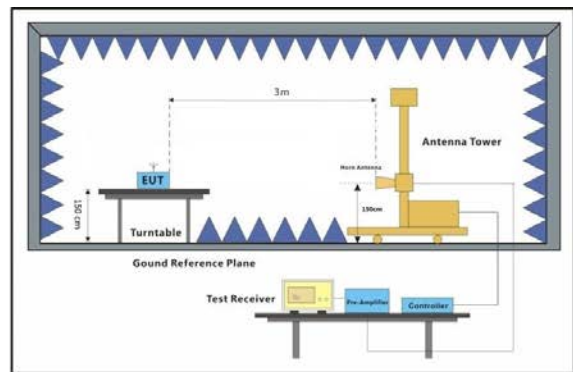 3m
Antenna Tower
Horn Antenna
EUT
150 cm
150cm
Turntable
Gound Reference Plane
Test Receiver
Pre-Amplifier
Controller